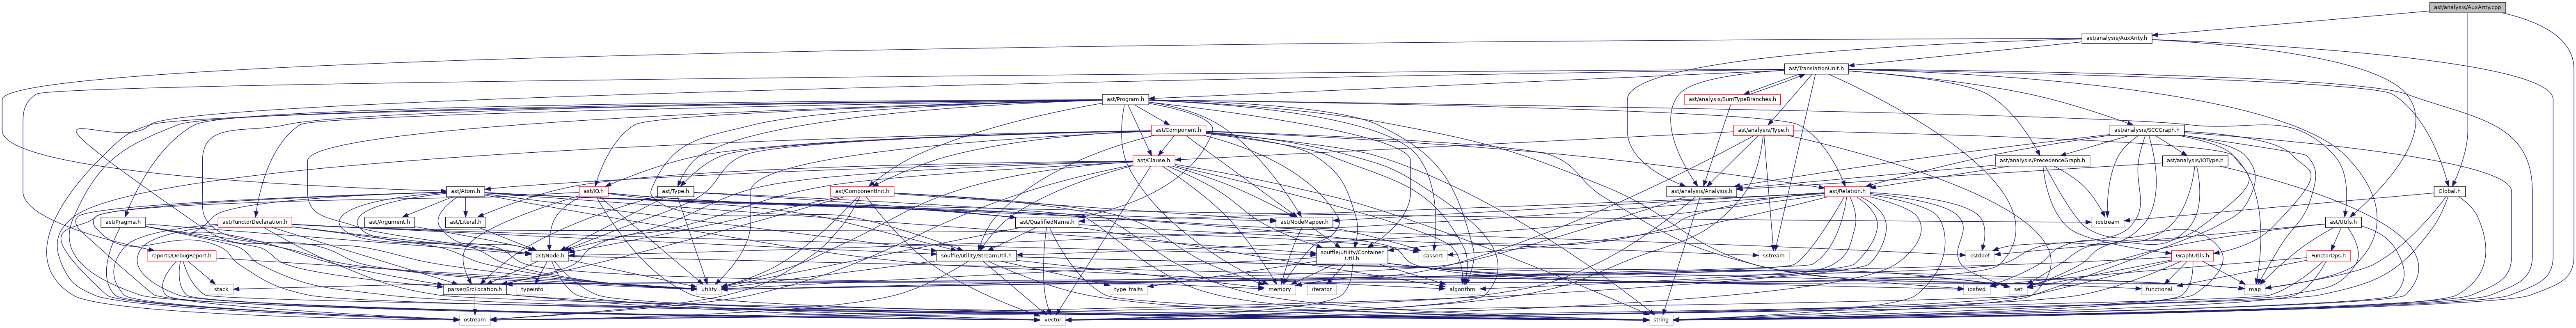 ast/analysis/AuxArity.cpp
ast/analysis/AuxArity.h
ast/TranslationUnit.h
ast/Program.h
ast/analysis/SumTypeBranches.h
ast/Component.h
ast/analysis/Type.h
ast/analysis/SCCGraph.h
ast/Clause.h
ast/analysis/PrecedenceGraph.h
ast/analysis/IOType.h
ast/Atom.h
ast/IO.h
ast/Type.h
ast/ComponentInit.h
ast/analysis/Analysis.h
ast/Relation.h
Global.h
ast/Pragma.h
ast/FunctorDeclaration.h
ast/Argument.h
ast/Literal.h
ast/QualifiedName.h
ast/NodeMapper.h
iostream
ast/Utils.h
reports/DebugReport.h
ast/Node.h
souffle/utility/StreamUtil.h
souffle/utility/Container
Util.h
cassert
sstream
cstddef
GraphUtils.h
FunctorOps.h
stack
parser/SrcLocation.h
typeinfo
utility
type_traits
memory
iterator
algorithm
iosfwd
set
functional
map
ostream
vector
string